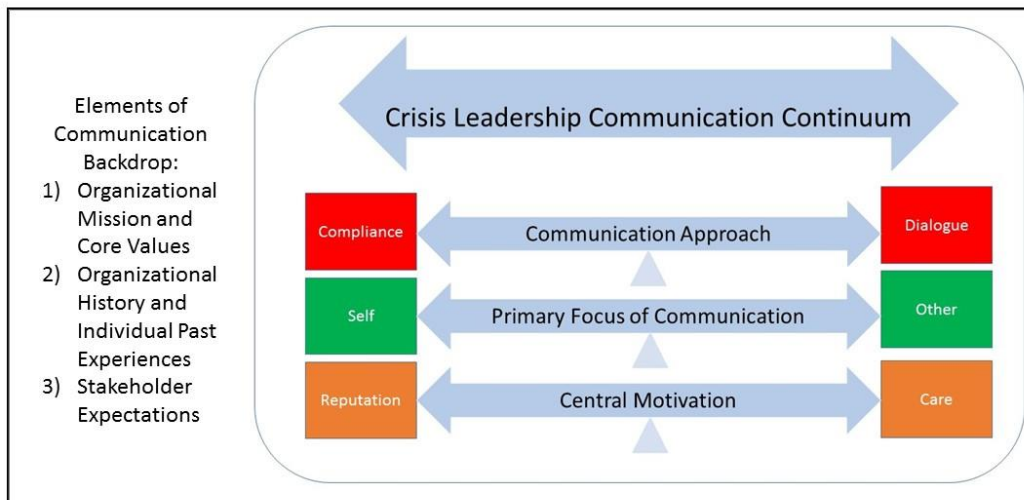 Elements of
Communication
Backdrop:
1) Organizational
Mission and
Core Values
2) Organizational
History and
Individual Past
Experiences
3) Stakeholder
Expectations
Crisis Leadership Communication Continuum
Compliance
Communication Approach
Dialogue
Self
Primary Focus of Communication
Other
Reputation
Central Motivation
Care